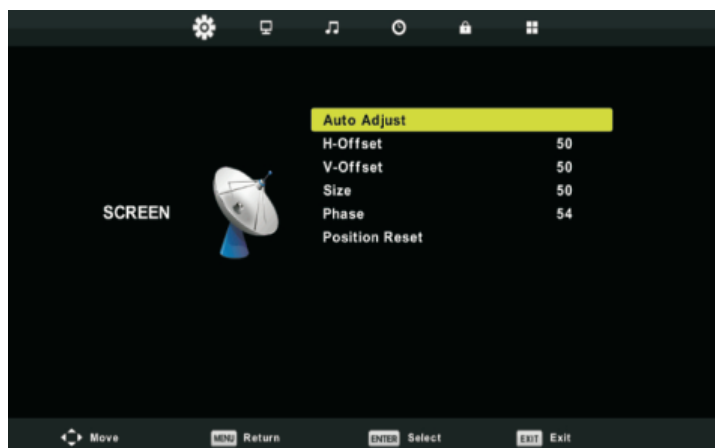 Auto Adjust
H-Offset 50
V-Offset 50
Size 50
SCREEN
Phase 54
Position Reset
Move MENU Return ENTER Select EXIT Exit